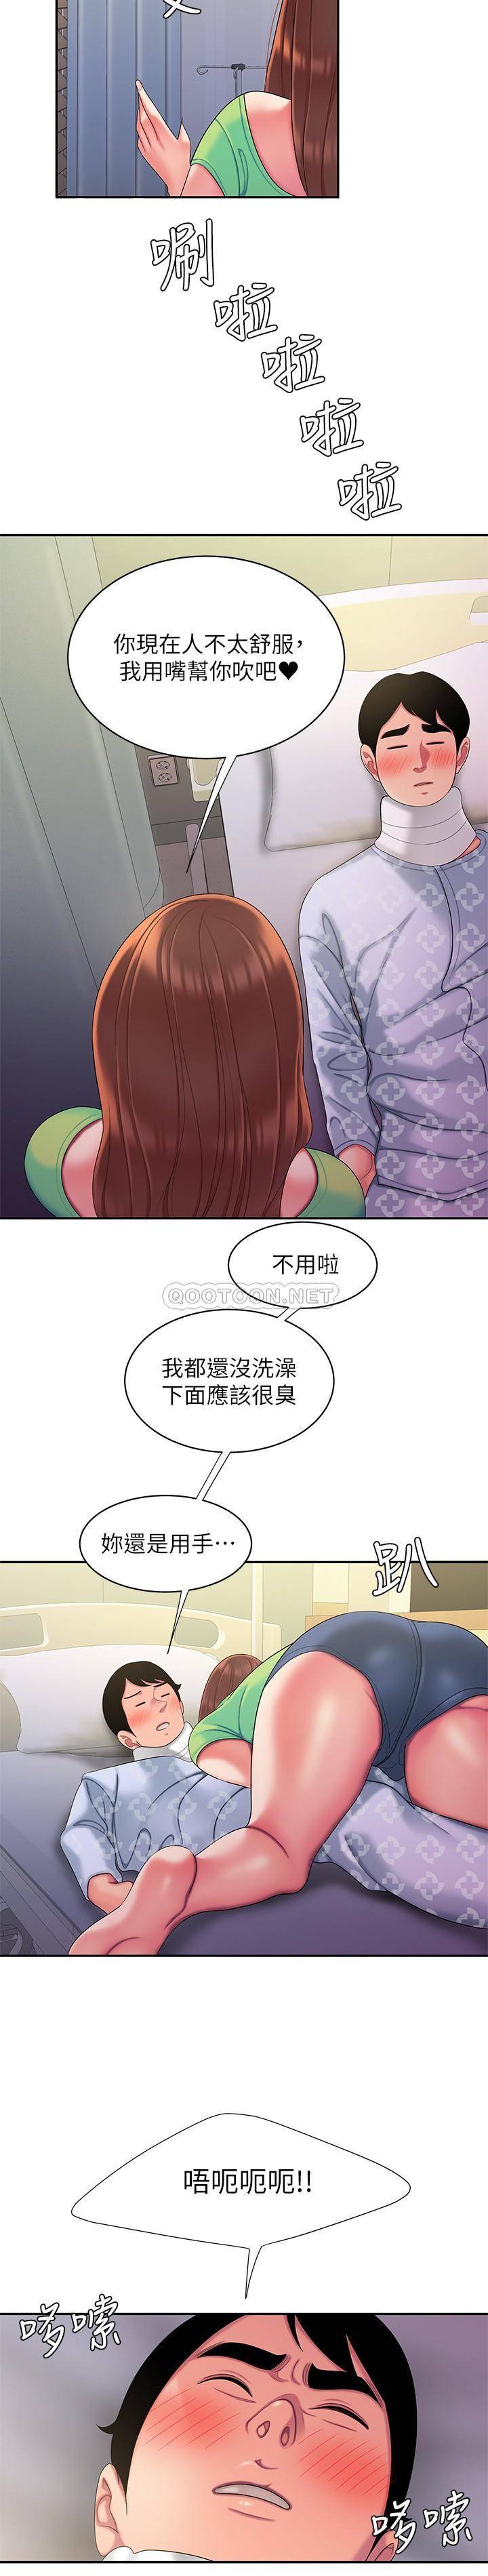 唰
啦
啦
啦
啦
你現在人不太舒服,
我用嘴幫你吹吧♥
不用啦
QOOTOON.NET
我都還沒洗澡
下面應該很臭
妳還是用手…
趴
唔呃呃呃!!
哆嗦
哆嗦